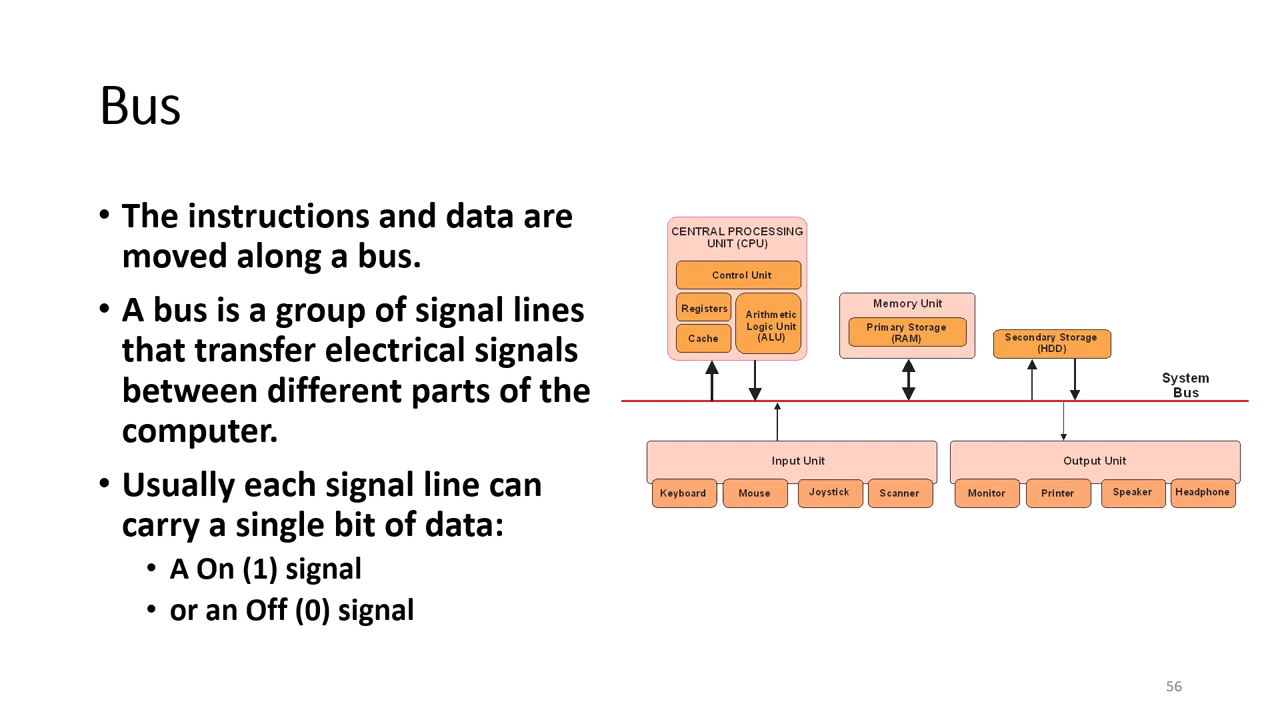 Bus
• The instructions and data are
moved along a bus.
• A bus is a group of signal lines
that transfer electrical signals
between different parts of the
computer.
• Usually each signal line can
carry a single bit of data:
• A On (1) signal
• or an Off (0) signal
CENTRAL PROCESSING
UNIT (CPU)
Control Unit
Registers
Cache
Arithmetic
Logic Unit
(ALU)
Memory Unit
Primary Storage
(RAM)
Secondary Storage
(HDD)
System
Bus
Input Unit
Keyboard
Mouse
Joystick
Scanner
Output Unit
Monitor
Printer
Speaker
Headphone
56